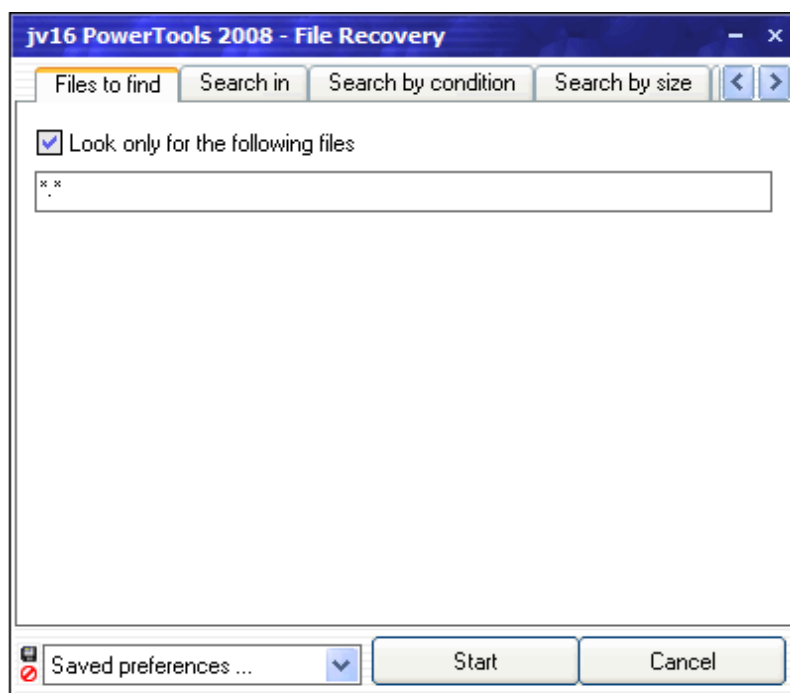 jv16 PowerTools 2008 - File Recovery
Files to find Search in Search by condition Search by size
Look only for the following files
*.*
Saved preferences ... Start Cancel